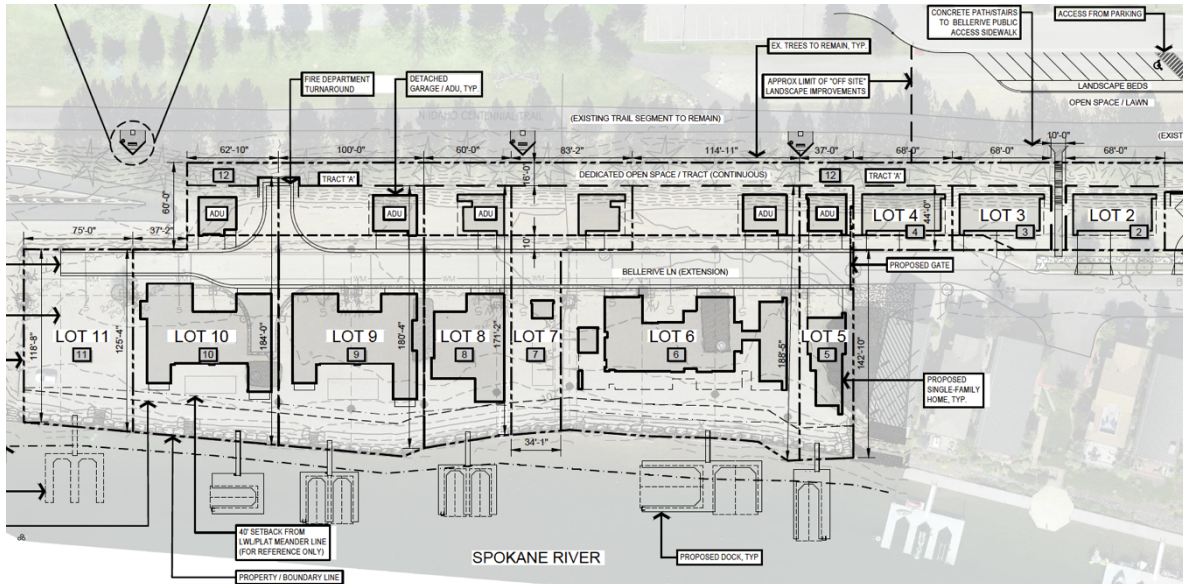 CONCRETE PATH/STAIRS
TO BELLERIVE PUBLIC
ACCESS SIDEWALK
ACCESS FROM PARKING
EX. TREES TO REMAIN, TYP.
FIRE DEPARTMENT
TURNAROUND
DETACHED
GARAGE / ADU, TYP
APPROX LIMIT OF "OFF SITE"
LANDSCAPE IMPROVEMENTS
LANDSCAPE BEDS
OPEN SPACE / LAWN
N IDAHO CENTENNIAL TRAIL
(EXISTING TRAIL SEGMENT TO REMAIN)
(EXIST
62'-10"
100'-0"
60'-0"
83'-2"
114'-11"
37'-0"
68'-0"
68'-0"
10'-0"
68'-0"
12
TRACT 'A'
16'-0"
DEDICATED OPEN SPACE / TRACT (CONTINUOUS)
12
TRACT 'A'
60'-0"
ADU
ADU
ADU
ADU
ADU
LOT 4
4
44'-0"
LOT 3
3
LOT 2
2
75'-0"
37'-2"
10'
BELLERIVE LN (EXTENSION)
PROPOSED GATE
118'-8"
LOT 11
11
125'-4"
LOT 10
10
184'-0"
LOT 9
9
180'-4"
LOT 8
8
171'-2"
LOT 7
7
LOT 6
6
188'-5"
LOT 5
5
142'-10"
PROPOSED
SINGLE-FAMILY
HOME, TYP.
34'-1"
40' SETBACK FROM
LWL/PLAT MEANDER LINE
(FOR REFERENCE ONLY)
PROPERTY / BOUNDARY LINE
SPOKANE RIVER
PROPOSED DOCK, TYP